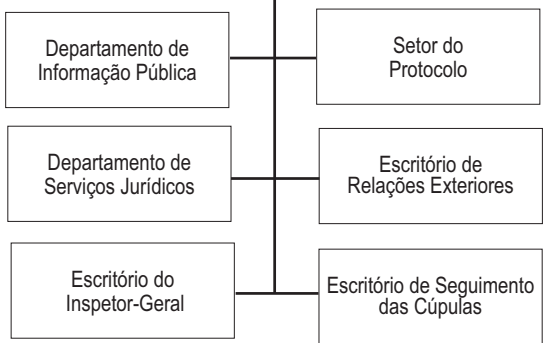 Departamento de
Informação Pública
Setor do
Protocolo
Departamento de
Serviços Jurídicos
Escritório de
Relações Exteriores
Escritório do
Inspetor-Geral
Escritório de Seguimento
das Cúpulas